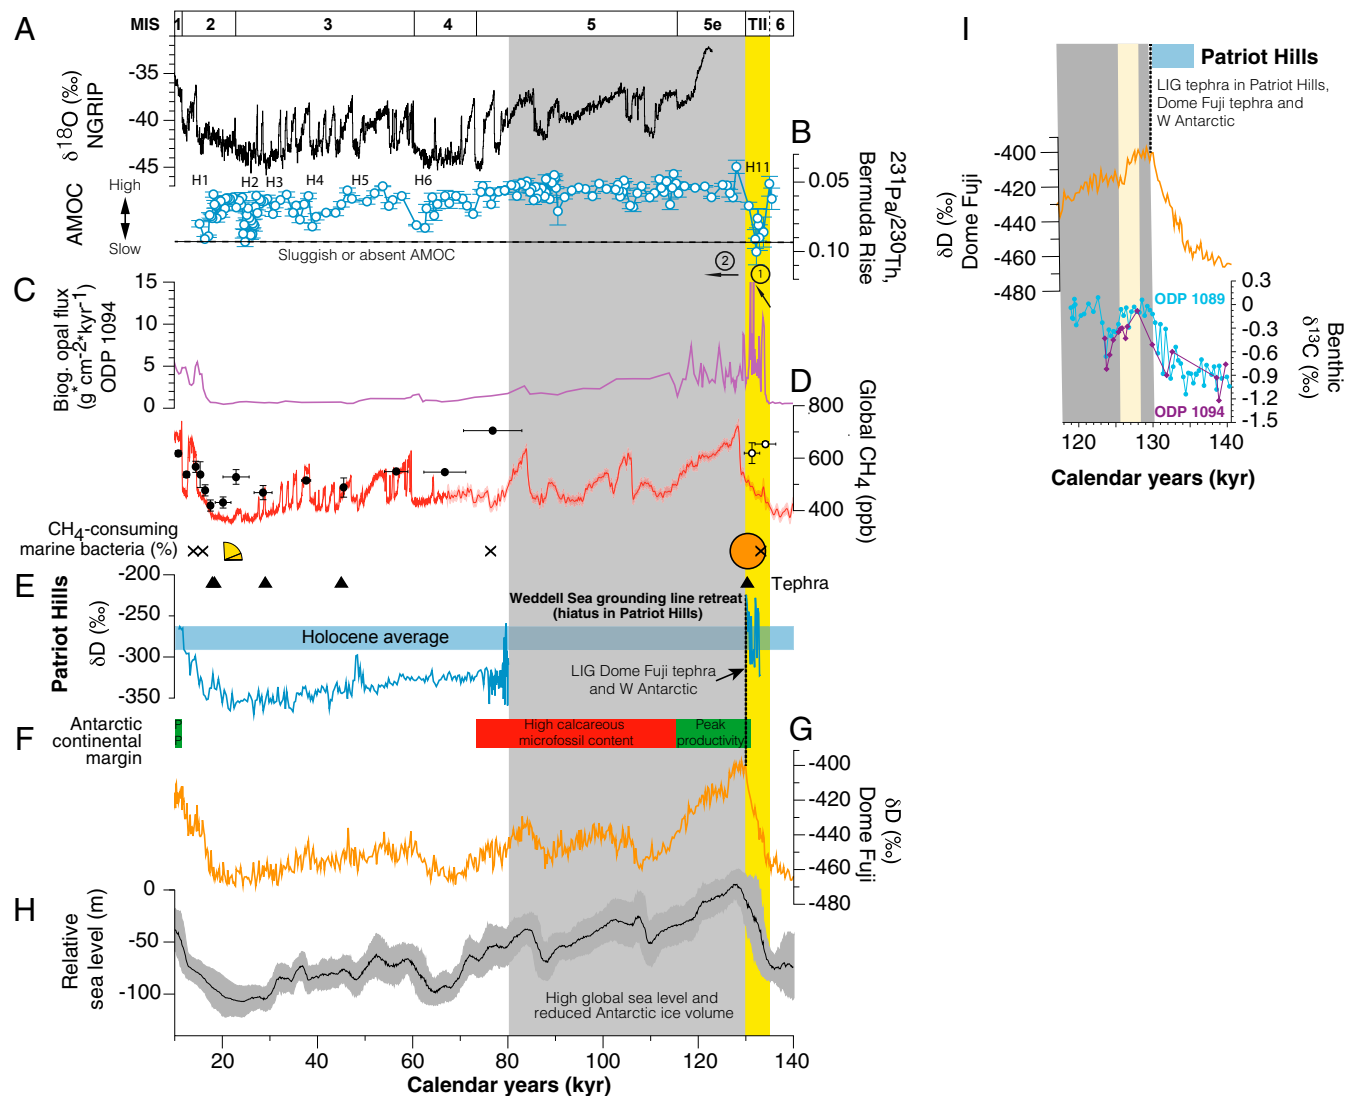 MIS 1 2 3 4 5 5e TII 6
A
-35
-40
-45
δ18O (‰)
NGRIP
B
0.05
0.10
231Pa/230Th,
Bermuda Rise
AMOC
High
Slow
H1 H2 H3 H4 H5 H6 H11
Sluggish or absent AMOC
2
1
C
15
10
5
0
Biog. opal flux
(g* cm-2*kyr-1)
ODP 1094
D
800
600
400
Global CH4 (ppb)
CH4-consuming
marine bacteria (%)
E
-200
-250
-300
-350
Patriot Hills
δD (‰)
Tephra
Weddell Sea grounding line retreat
(hiatus in Patriot Hills)
Holocene average
LIG Dome Fuji tephra
and W Antarctic
F
Antarctic
continental
margin
P
P
High calcareous
microfossil content
Peak
productivity
G
-400
-420
-440
-460
-480
δD (‰)
Dome Fuji
H
0
-50
-100
Relative
sea level (m)
High global sea level and
reduced Antarctic ice volume
20 40 60 80 100 120 140
Calendar years (kyr)
I
Patriot Hills
LIG tephra in Patriot Hills,
Dome Fuji tephra and
W Antarctic
-400
-420
-440
-460
-480
δD (‰)
Dome Fuji
0.3
0
-0.3
-0.6
-0.9
-1.2
-1.5
Benthic
δ13C (‰)
ODP 1089
ODP 1094
120 130 140
Calendar years (kyr)